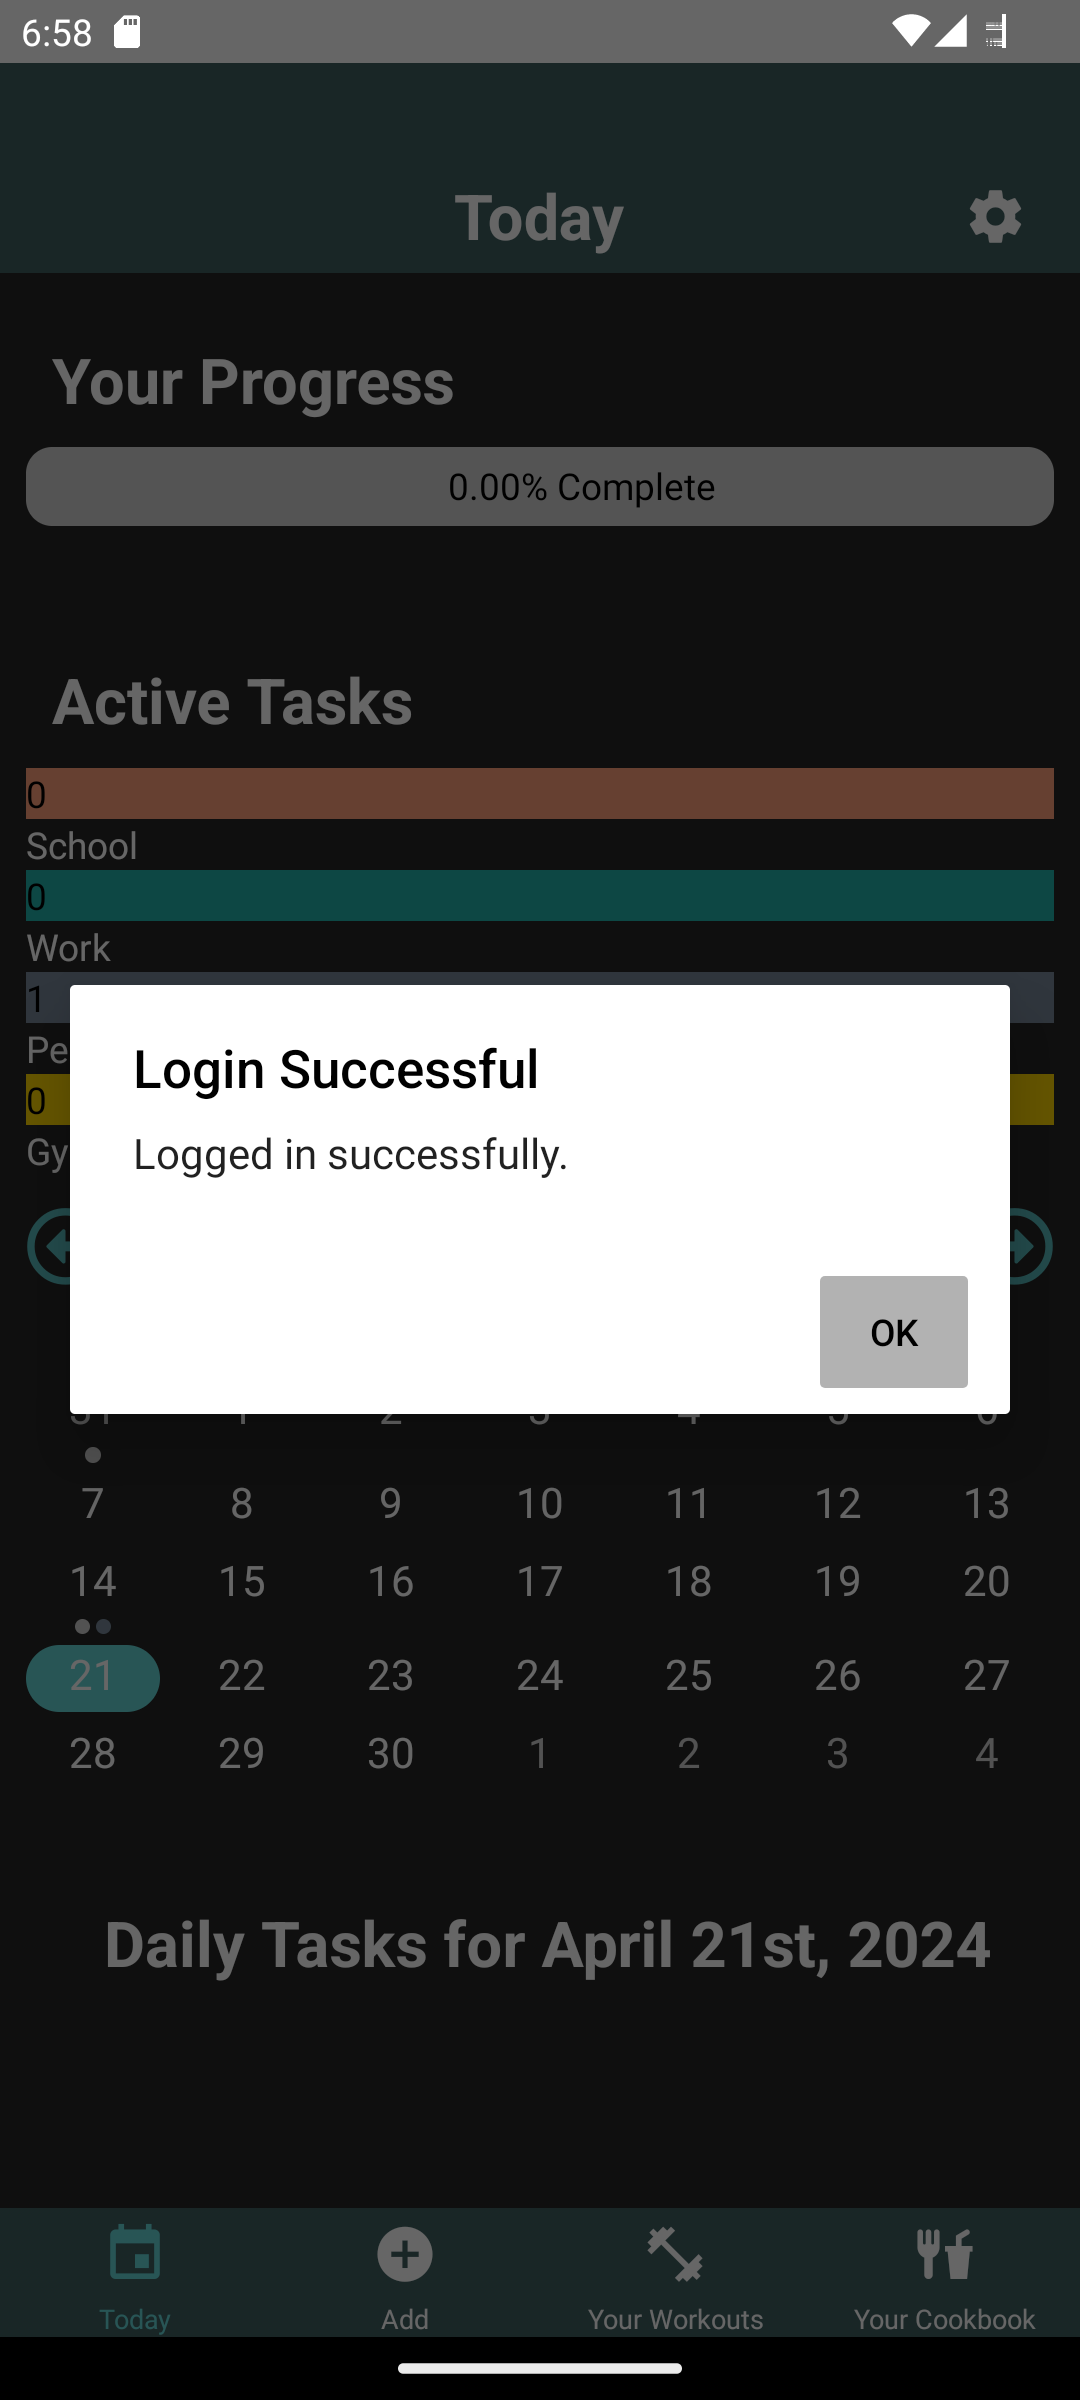 6:58
Today
Your Progress
0.00% Complete
Active Tasks
0
School
0
Work
1
Pe
0
Gy
Login Successful
Logged in successfully.
OK
31 1 2 3 4 5 6
7 8 9 10 11 12 13
14 15 16 17 18 19 20
21 22 23 24 25 26 27
28 29 30 1 2 3 4
Daily Tasks for April 21st, 2024
Today Add Your Workouts Your Cookbook